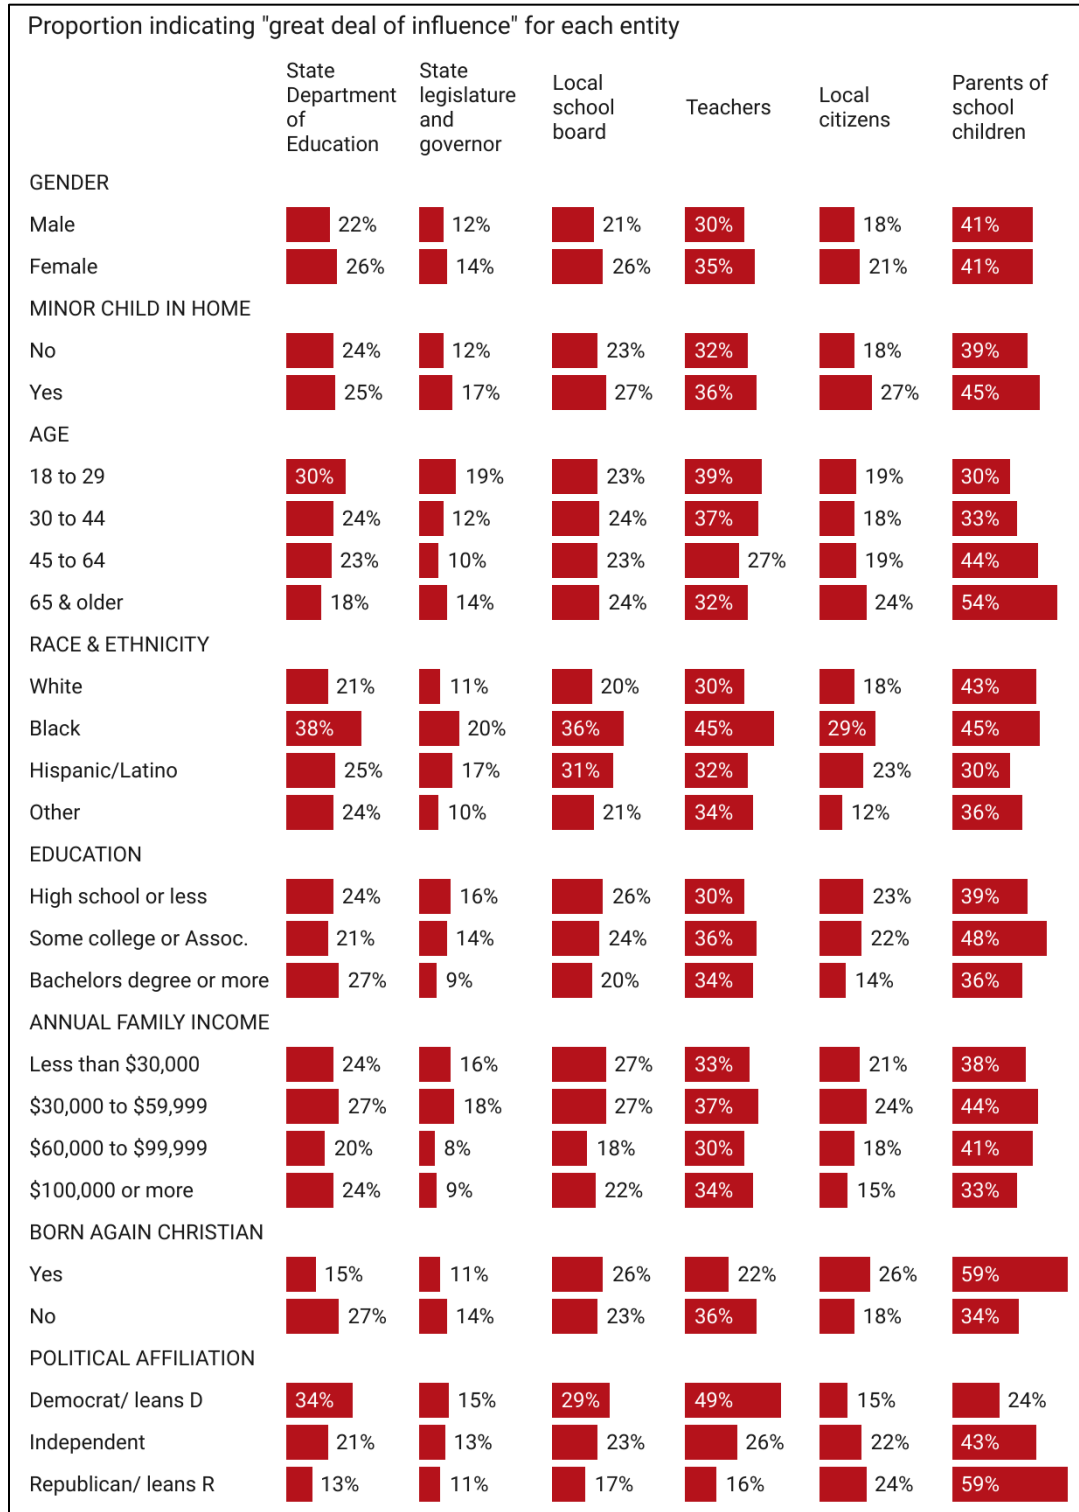 Proportion indicating "great deal of influence" for each entity
State Department of Education
State legislature and governor
Local school board
Teachers
Local citizens
Parents of school children
GENDER
Male 22% 12% 21% 30% 18% 41%
Female 26% 14% 26% 35% 21% 41%
MINOR CHILD IN HOME
No 24% 12% 23% 32% 18% 39%
Yes 25% 17% 27% 36% 27% 45%
AGE
18 to 29 30% 19% 23% 39% 19% 30%
30 to 44 24% 12% 24% 37% 18% 33%
45 to 64 23% 10% 23% 27% 19% 44%
65 & older 18% 14% 24% 32% 24% 54%
RACE & ETHNICITY
White 21% 11% 20% 30% 18% 43%
Black 38% 20% 36% 45% 29% 45%
Hispanic/Latino 25% 17% 31% 32% 23% 30%
Other 24% 10% 21% 34% 12% 36%
EDUCATION
High school or less 24% 16% 26% 30% 23% 39%
Some college or Assoc. 21% 14% 24% 36% 22% 48%
Bachelors degree or more 27% 9% 20% 34% 14% 36%
ANNUAL FAMILY INCOME
Less than $30,000 24% 16% 27% 33% 21% 38%
$30,000 to $59,999 27% 18% 27% 37% 24% 44%
$60,000 to $99,999 20% 8% 18% 30% 18% 41%
$100,000 or more 24% 9% 22% 34% 15% 33%
BORN AGAIN CHRISTIAN
Yes 15% 11% 26% 22% 26% 59%
No 27% 14% 23% 36% 18% 34%
POLITICAL AFFILIATION
Democrat/ leans D 34% 15% 29% 49% 15% 24%
Independent 21% 13% 23% 26% 22% 43%
Republican/ leans R 13% 11% 17% 16% 24% 59%